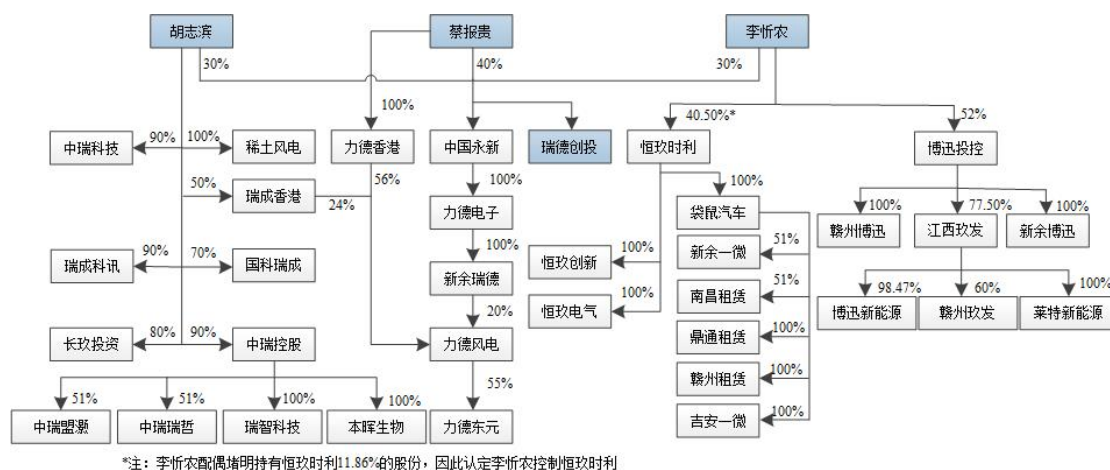 胡志滨
蔡报贵
李忻农
30%
40%
30%
100%
40.50%*
52%
中瑞科技
90%
100%
稀土风电
力德香港
中国永新
瑞德创投
恒玖时利
博迅投控
50%
瑞成香港
24%
56%
100%
力德电子
100%
袋鼠汽车
100%
77.50%
100%
赣州博迅
江西玖发
新余博迅
瑞成科讯
90%
70%
国科瑞成
100%
新余瑞德
恒玖创新
100%
新余一微
51%
恒玖电气
100%
南昌租赁
51%
98.47%
60%
100%
博迅新能源
赣州玖发
莱特新能源
长玖投资
80%
90%
中瑞控股
20%
力德风电
鼎通租赁
100%
赣州租赁
100%
51%
51%
100%
100%
55%
中瑞盟灏
中瑞瑞哲
瑞智科技
本晖生物
力德东元
吉安一微
100%
*注：李忻农配偶堵明持有恒玖时利11.86%的股份，因此认定李忻农控制恒玖时利